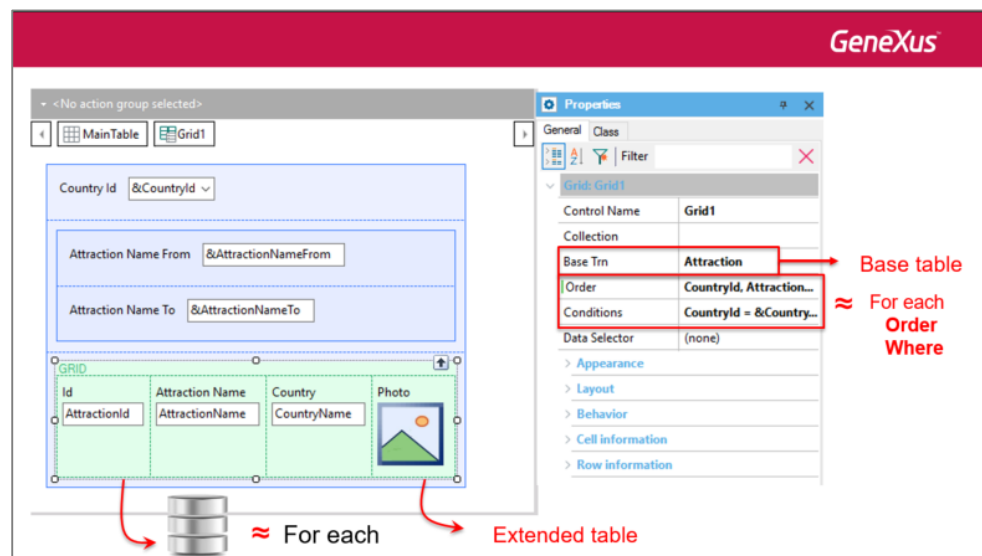 GeneXus™
<No action group selected>
MainTable
Grid1
Country Id
&CountryId
Attraction Name From
&AttractionNameFrom
Attraction Name To
&AttractionNameTo
GRID
Id
Attraction Name
Country
Photo
AttractionId
AttractionName
CountryName
≈ For each
Extended table
Properties
General
Class
Filter
Grid: Grid1
Control Name
Grid1
Collection
Base Trn
Attraction
Order
CountryId, Attraction...
Conditions
CountryId = &Country...
Data Selector
(none)
Appearance
Layout
Behavior
Cell information
Row information
Base table
≈ For each
Order
Where